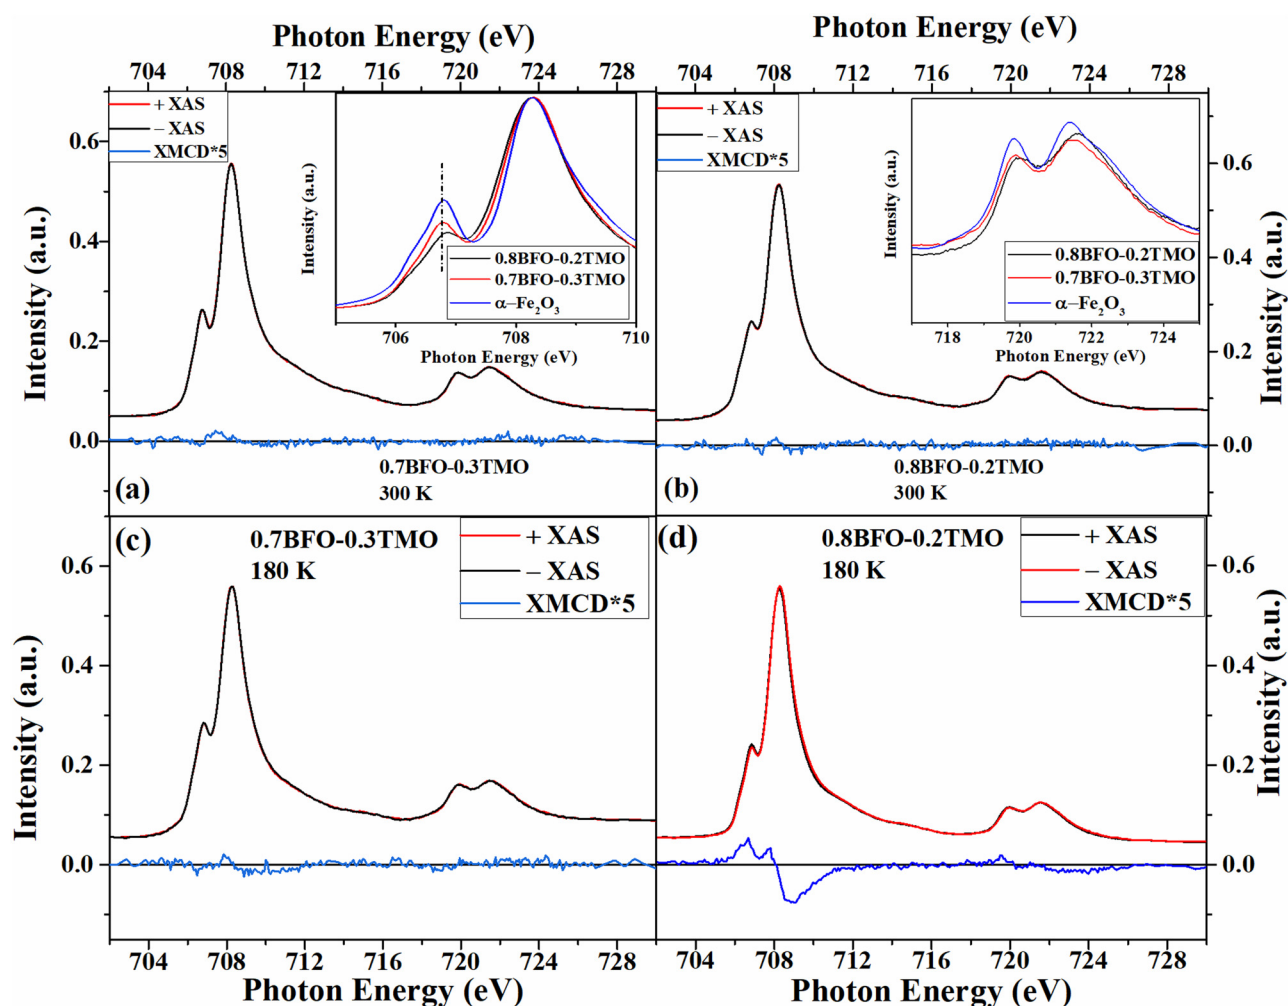 Photon Energy (eV)
704 708 712 716 720 724 728
+ XAS
– XAS
XMCD*5
0.6
0.4
0.2
0.0
Intensity (a.u.)
Intensity (a.u.)
0.8BFO-0.2TMO
0.7BFO-0.3TMO
α–Fe₂O₃
706 708 710
Photon Energy (eV)
0.7BFO-0.3TMO
300 K
(a)
Photon Energy (eV)
704 708 712 716 720 724 728
+ XAS
– XAS
XMCD*5
Intensity (a.u.)
0.8BFO-0.2TMO
0.7BFO-0.3TMO
α–Fe₂O₃
718 720 722 724
Photon Energy (eV)
0.6
0.4
0.2
0.0
Intensity (a.u.)
0.8BFO-0.2TMO
300 K
(b)
(c)
0.7BFO-0.3TMO
180 K
+ XAS
– XAS
XMCD*5
0.6
0.4
0.2
0.0
Intensity (a.u.)
704 708 712 716 720 724 728
Photon Energy (eV)
(d)
0.8BFO-0.2TMO
180 K
+ XAS
– XAS
XMCD*5
0.6
0.4
0.2
0.0
Intensity (a.u.)
704 708 712 716 720 724 728
Photon Energy (eV)